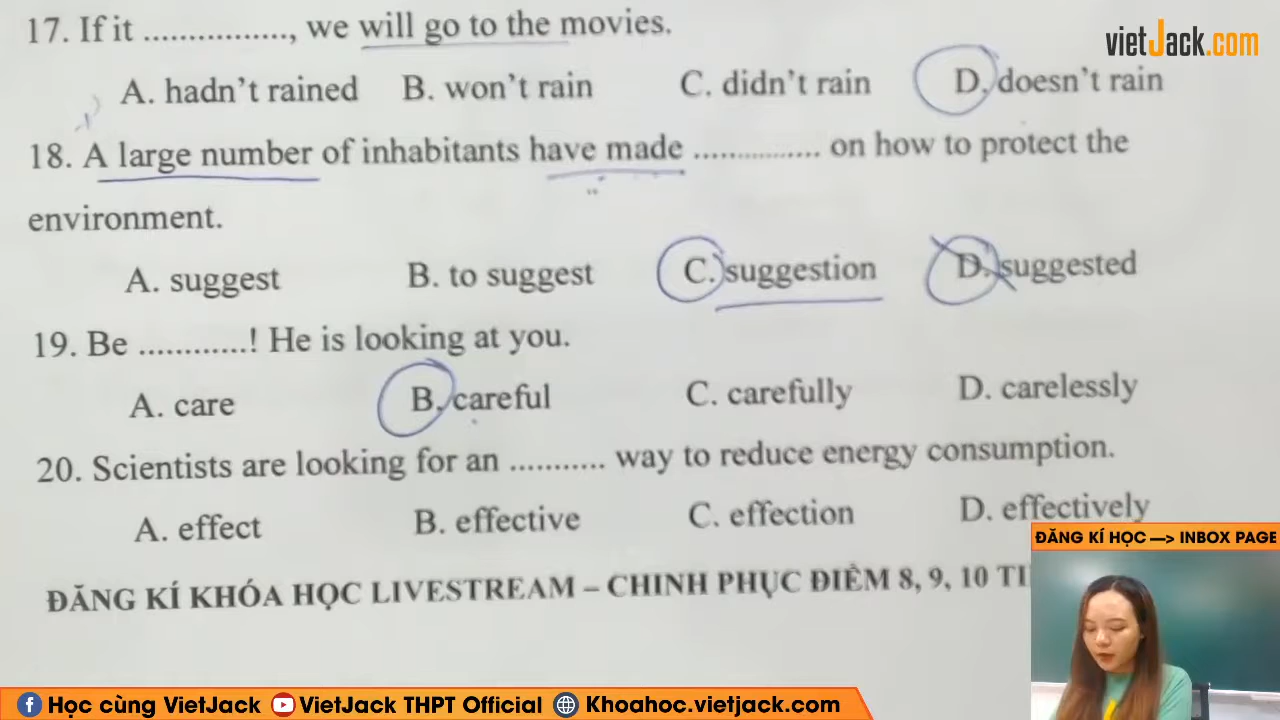 vietJack.com
17. If it ................, we will go to the movies.
A. hadn't rained B. won't rain C. didn't rain D. doesn't rain
18. A large number of inhabitants have made ............... on how to protect the
environment.
A. suggest B. to suggest C. suggestion D. suggested
19. Be ............! He is looking at you.
A. care B. careful C. carefully D. carelessly
20. Scientists are looking for an ........... way to reduce energy consumption.
A. effect B. effective C. effection D. effectively
ĐĂNG KÍ KHÓA HỌC LIVESTREAM – CHINH PHỤC ĐIỂM 8, 9, 10
ĐĂNG KÍ HỌC —> INBOX PAGE
Học cùng VietJack VietJack THPT Official Khoahoc.vietjack.com